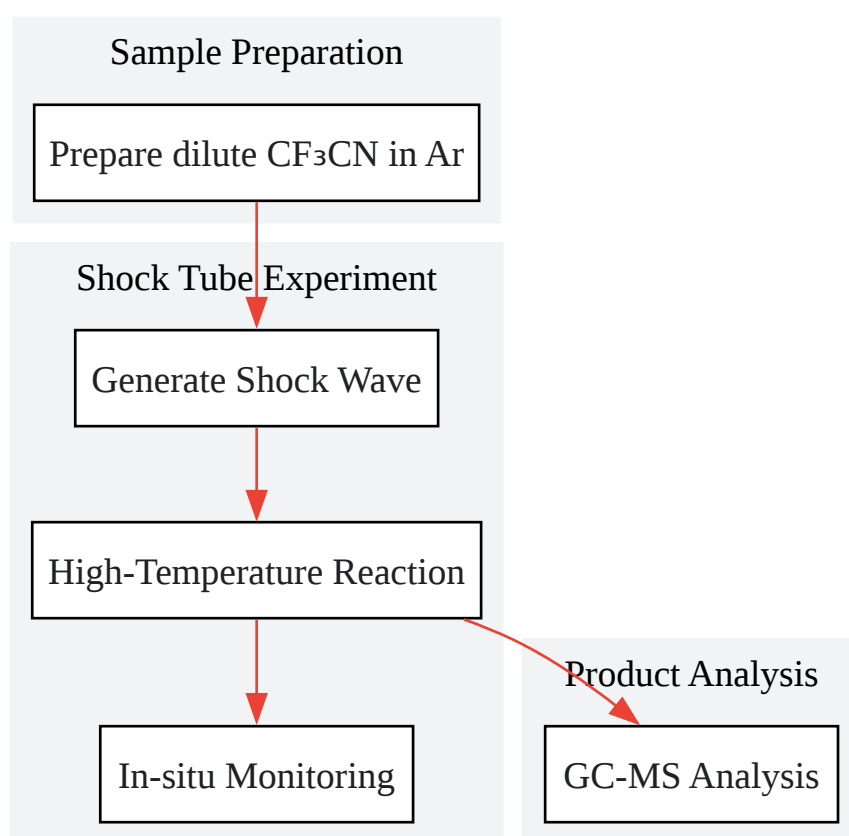 Sample Preparation
Prepare dilute CF₃CN in Ar
Shock Tube Experiment
Generate Shock Wave
High-Temperature Reaction
Product Analysis
In-situ Monitoring
GC-MS Analysis